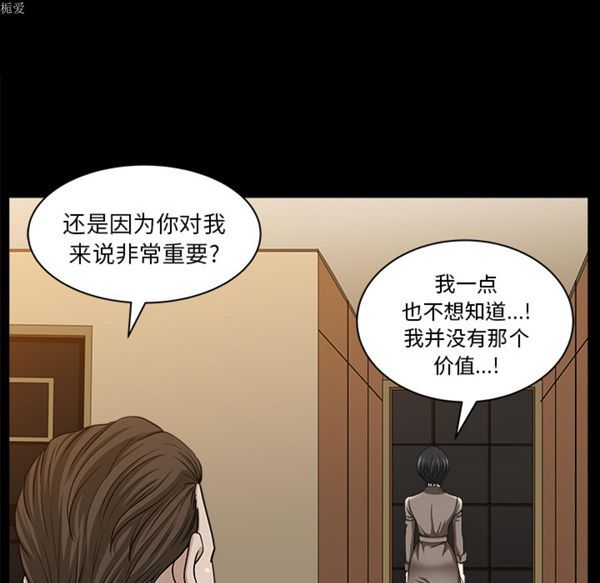 栀爱
还是因为你对我
来说非常重要?
我一点
也不想知道...!
我并没有那个
价值...!